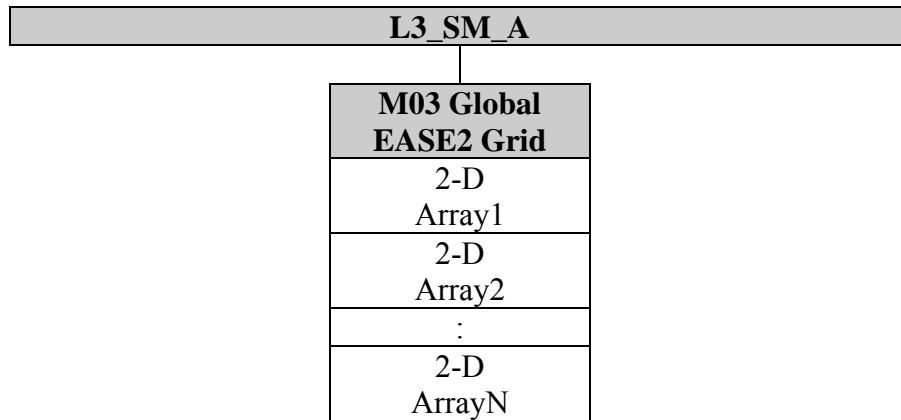 L3_SM_A
M03 Global
EASE2 Grid
2-D
Array1
2-D
Array2
:
2-D
ArrayN